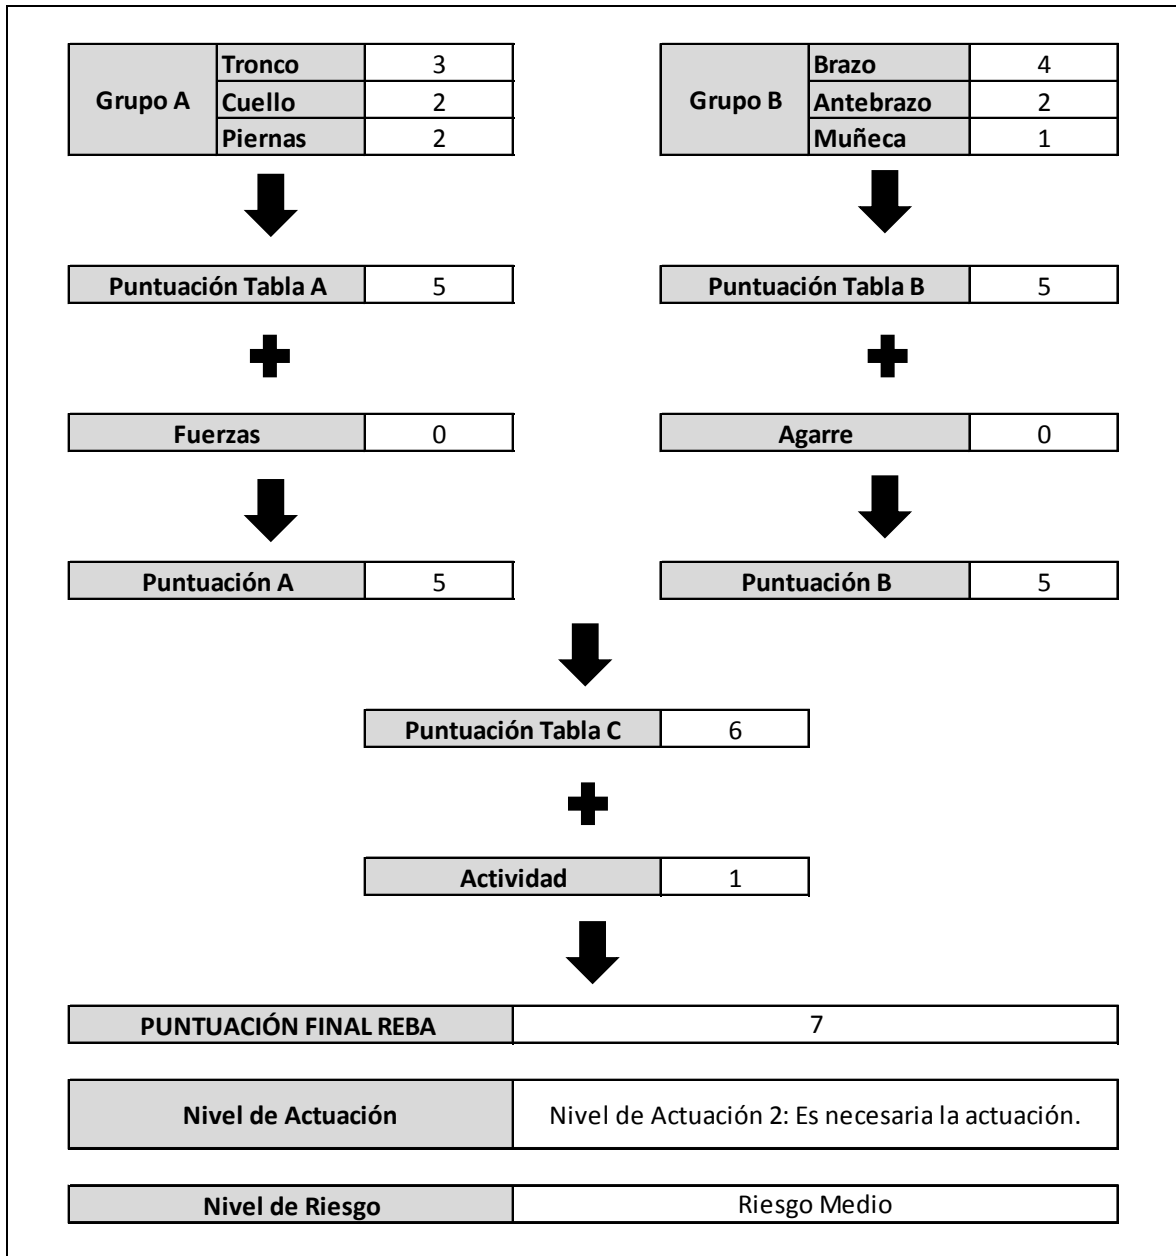 Grupo A
Tronco 3
Cuello 2
Piernas 2
Grupo B
Brazo 4
Antebrazo 2
Muñeca 1
Puntuación Tabla A 5
Puntuación Tabla B 5
Fuerzas 0
Agarre 0
Puntuación A 5
Puntuación B 5
Puntuación Tabla C 6
Actividad 1
PUNTUACIÓN FINAL REBA 7
Nivel de Actuación Nivel de Actuación 2: Es necesaria la actuación.
Nivel de Riesgo Riesgo Medio